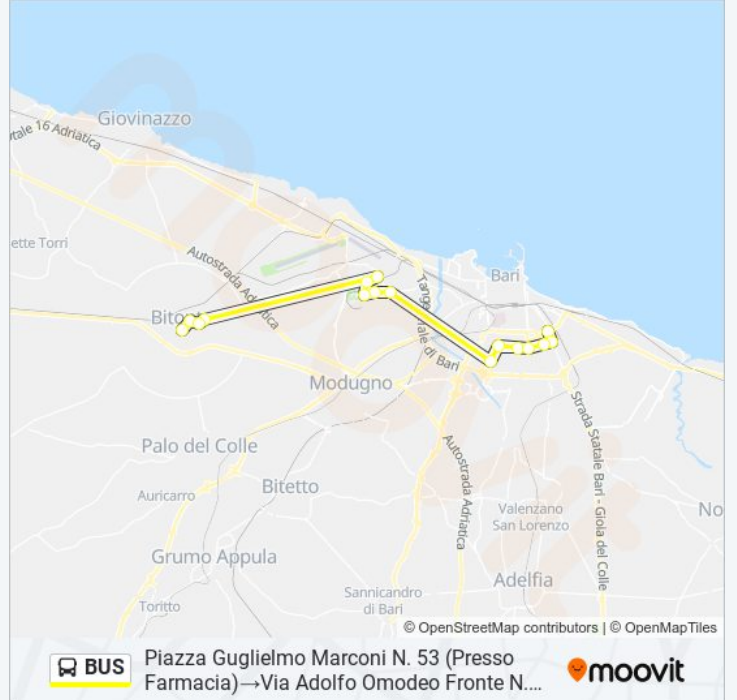 Giovinazzo
tale 16 Adriatica
ette Torri
Autostrada Adriatica
Bari
Tange
iale di Bari
Bito
Modugno
Palo del Colle
Auricarro
Bitetto
Autostrada Adriatica
Strada Statale Bari - Gioia del Colle
Valenzano
San Lorenzo
No
Grumo Appula
Toritto
Sannicandro
di Bari
Adelfia
© OpenStreetMap contributors | © OpenMapTiles
BUS
Piazza Guglielmo Marconi N. 53 (Presso
Farmacia)→Via Adolfo Omodeo Fronte N....
moovit